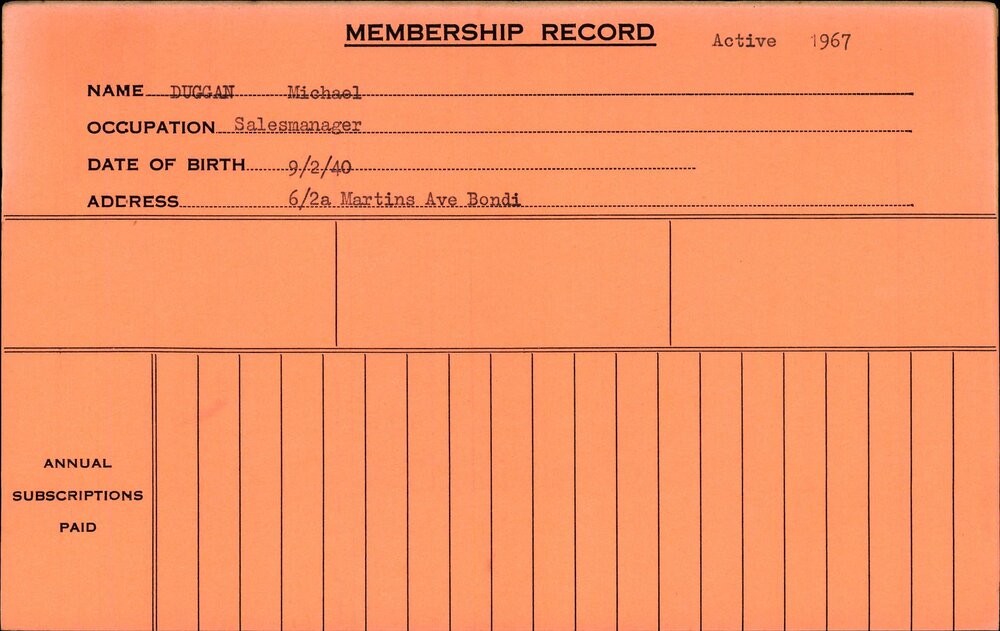 MEMBERSHIP RECORD Active 1967
NAME DUGGAN Michael
OCCUPATION Salesmanager
DATE OF BIRTH 9/2/40
ADDRESS 6/2a Martins Ave Bondi
ANNUAL
SUBSCRIPTIONS
PAID